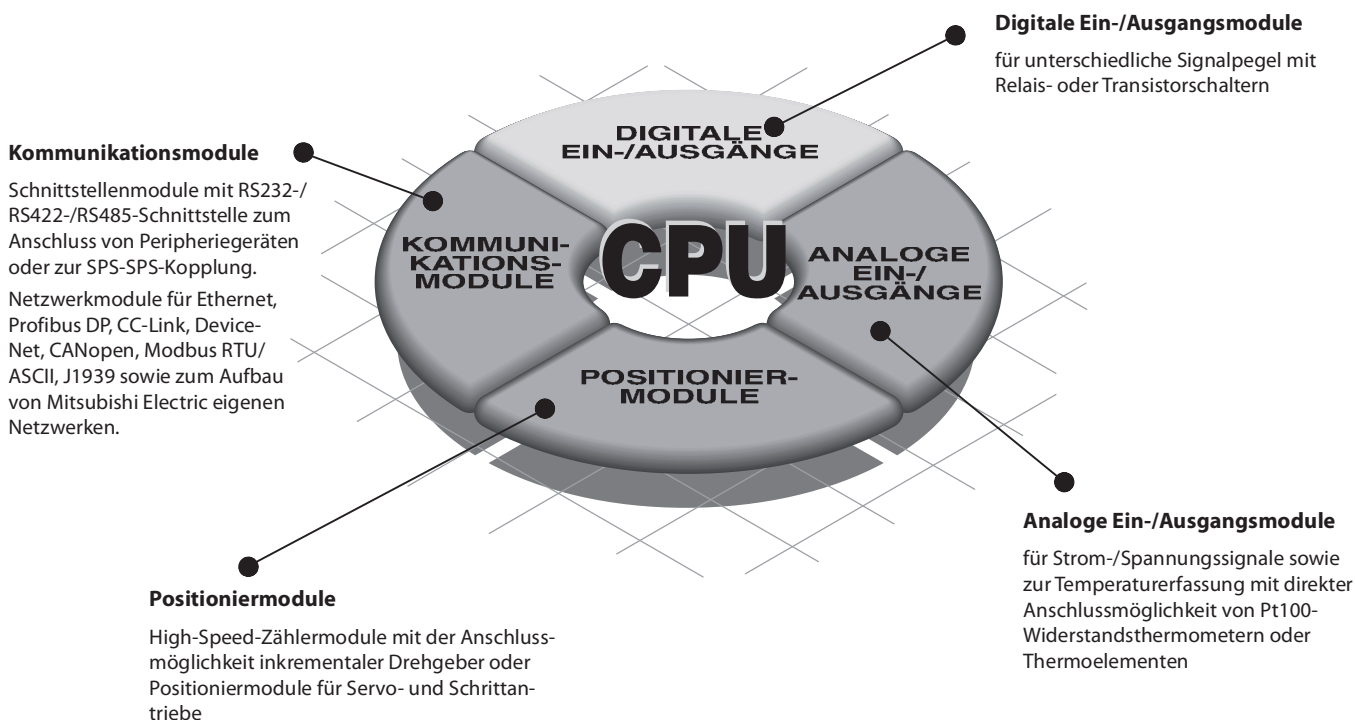 Digitale Ein-/Ausgangsmodule
für unterschiedliche Signalpegel mit
Relais- oder Transistorschaltern
Kommunikationsmodule
Schnittstellenmodule mit RS232-/
RS422-/RS485-Schnittstelle zum
Anschluss von Peripheriegeräten
oder zur SPS-SPS-Kopplung.
Netzwerkmodule für Ethernet,
Profibus DP, CC-Link, Device-
Net, CANopen, Modbus RTU/
ASCII, J1939 sowie zum Aufbau
von Mitsubishi Electric eigenen
Netzwerken.
DIGITALE
EIN-/AUSGÄNGE
KOMMUNI-
KATIONS-
MODULE
CPU
ANALOGE
EIN-/
AUSGÄNGE
POSITIONIER-
MODULE
Analoge Ein-/Ausgangsmodule
für Strom-/Spannungssignale sowie
zur Temperaturerfassung mit direkter
Anschlussmöglichkeit von Pt100-
Widerstandsthermometern oder
Thermoelementen
Positioniermodule
High-Speed-Zählermodule mit der Anschluss-
möglichkeit inkrementaler Drehgeber oder
Positioniermodule für Servo- und Schrittan-
triebe